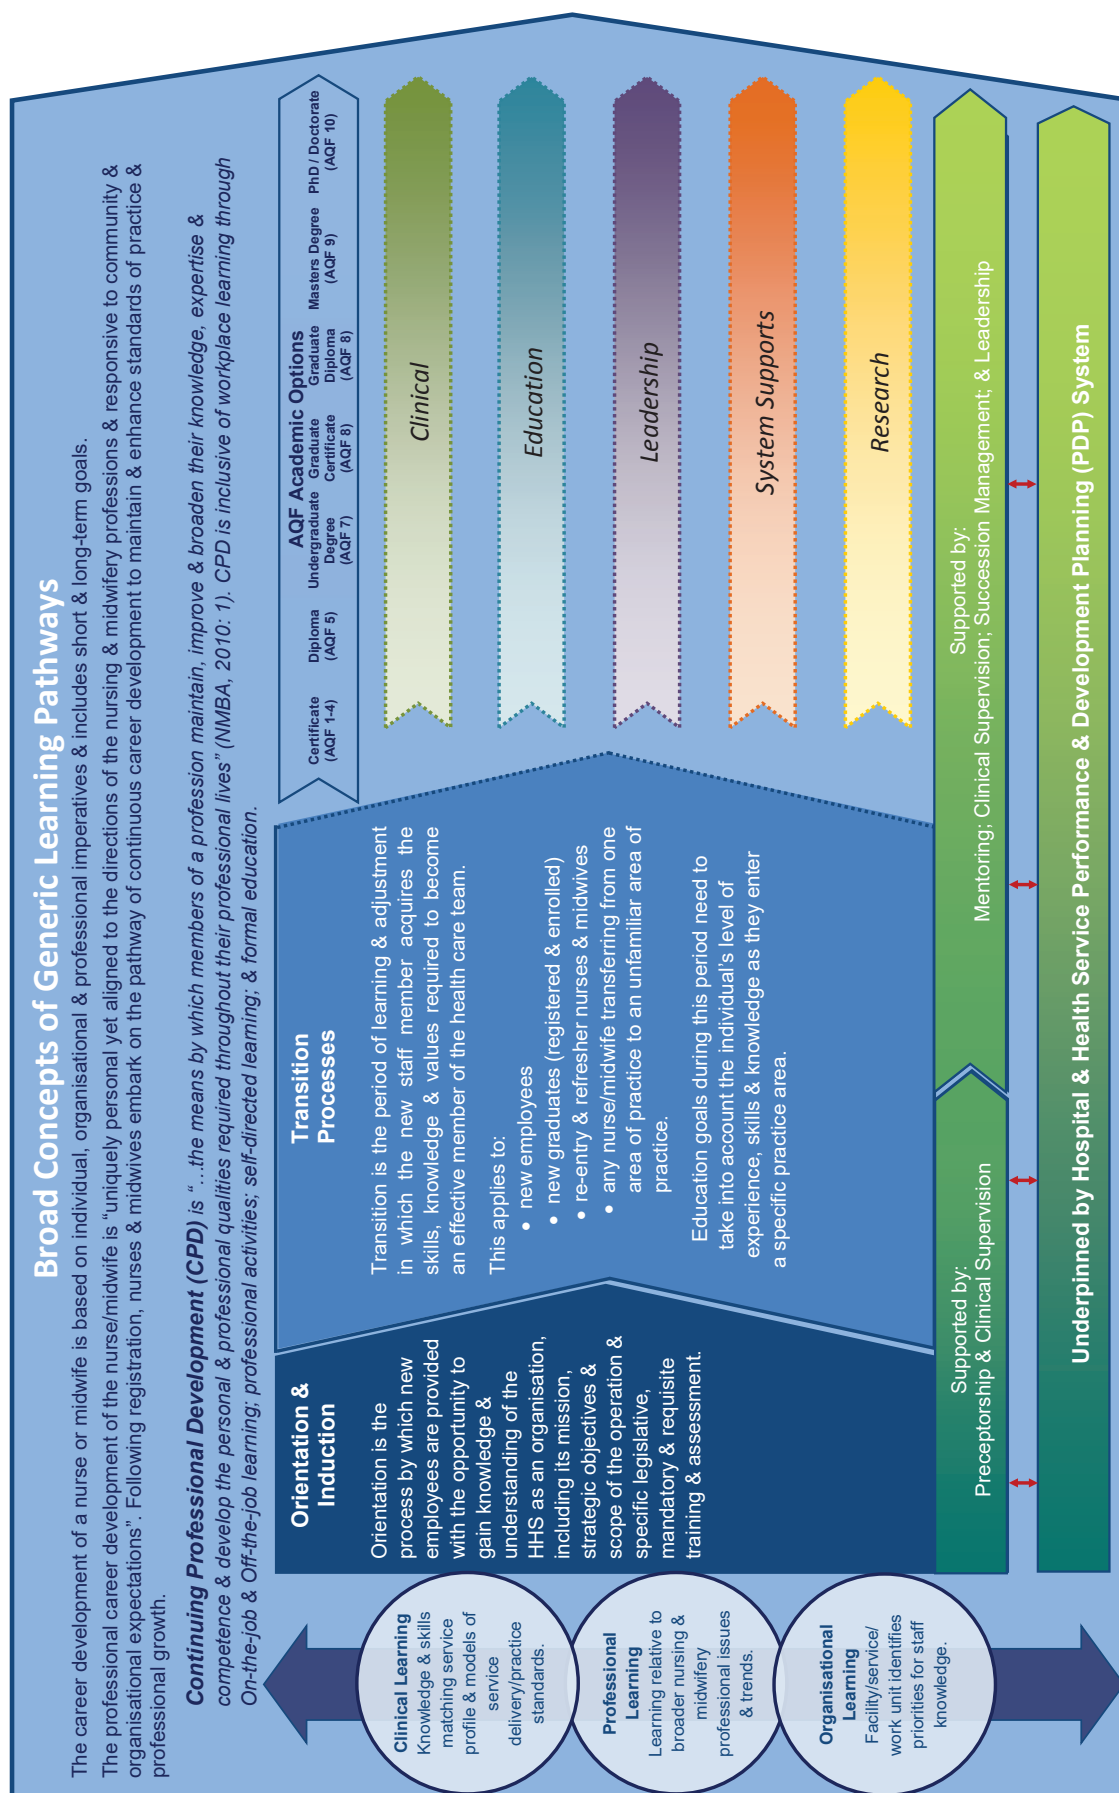 Broad Concepts of Generic Learning Pathways
The career development of a nurse or midwife is based on individual, organisational & professional imperatives & includes short & long-term goals.
The professional career development of the nurse/midwife is “uniquely personal yet aligned to the directions of the nursing & midwifery professions & responsive to community &
organisational expectations”. Following registration, nurses & midwives embark on the pathway of continuous career development to maintain & enhance standards of practice &
professional growth.
Continuing Professional Development (CPD) is “…the means by which members of a profession maintain, improve & broaden their knowledge, expertise &
competence & develop the personal & professional qualities required throughout their professional lives” (NMBA, 2010: 1). CPD is inclusive of workplace learning through
On-the-job & Off-the-job learning; professional activities; self-directed learning; & formal education.
Clinical Learning
Knowledge & skills
matching service
profile & models of
service
delivery/practice
standards.
Professional
Learning
Learning relative to
broader nursing &
midwifery
professional issues
& trends.
Organisational
Learning
Facility/service/
work unit identifies
priorities for staff
knowledge.
Orientation &
Induction
Orientation is the
process by which new
employees are provided
with the opportunity to
gain knowledge &
understanding of the
HHS as an organisation,
including its mission,
strategic objectives &
scope of the operation &
specific legislative,
mandatory & requisite
training & assessment.
Transition
Processes
Transition is the period of learning & adjustment
in which the new staff member acquires the
skills, knowledge & values required to become
an effective member of the health care team.
This applies to:
• new employees
• new graduates (registered & enrolled)
• re-entry & refresher nurses & midwives
• any nurse/midwife transferring from one
area of practice to an unfamiliar area of
practice.
Education goals during this period need to
take into account the individual’s level of
experience, skills & knowledge as they enter
a specific practice area.
AQF Academic Options
Certificate
(AQF 1-4)
Diploma
(AQF 5)
Undergraduate
Degree
(AQF 7)
Graduate
Certificate
(AQF 8)
Graduate
Diploma
(AQF 8)
Masters Degree
(AQF 9)
PhD / Doctorate
(AQF 10)
Clinical
Education
Leadership
System Supports
Research
Supported by:
Preceptorship & Clinical Supervision
Supported by:
Mentoring; Clinical Supervision; Succession Management; & Leadership
Underpinned by Hospital & Health Service Performance & Development Planning (PDP) System